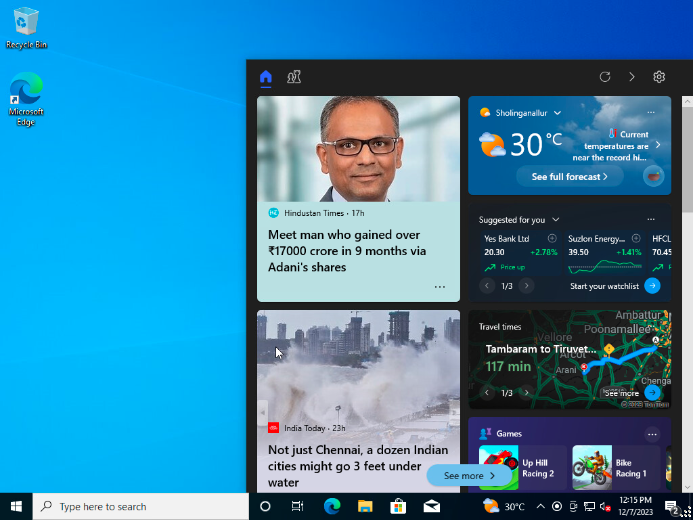 Recycle Bin
Microsoft
Edge
Hindustan Times • 17h
Meet man who gained over
₹17000 crore in 9 months via
Adani's shares
India Today • 23h
Not just Chennai, a dozen Indian
cities might go 3 feet under
water
Sholinganallur
30 °C
Current
temperatures are
near the record hi...
See full forecast
Suggested for you
Yes Bank Ltd
20.30 +2.78%
Price up
Suzlon Energy...
39.50 +1.41%
HFCL
70.45
Pr
1/3
Start your watchlist
Travel times
Tambaram to Tiruvet...
117 min
1/3
See more
Ambattur
Poonamallee
Vellore
Arcot
Arani
Chenga
A
© 2023 TomTom
Games
Up Hill
Racing 2
Bike
Racing 1
See more
Type here to search
30°C
12:15 PM
12/7/2023
2